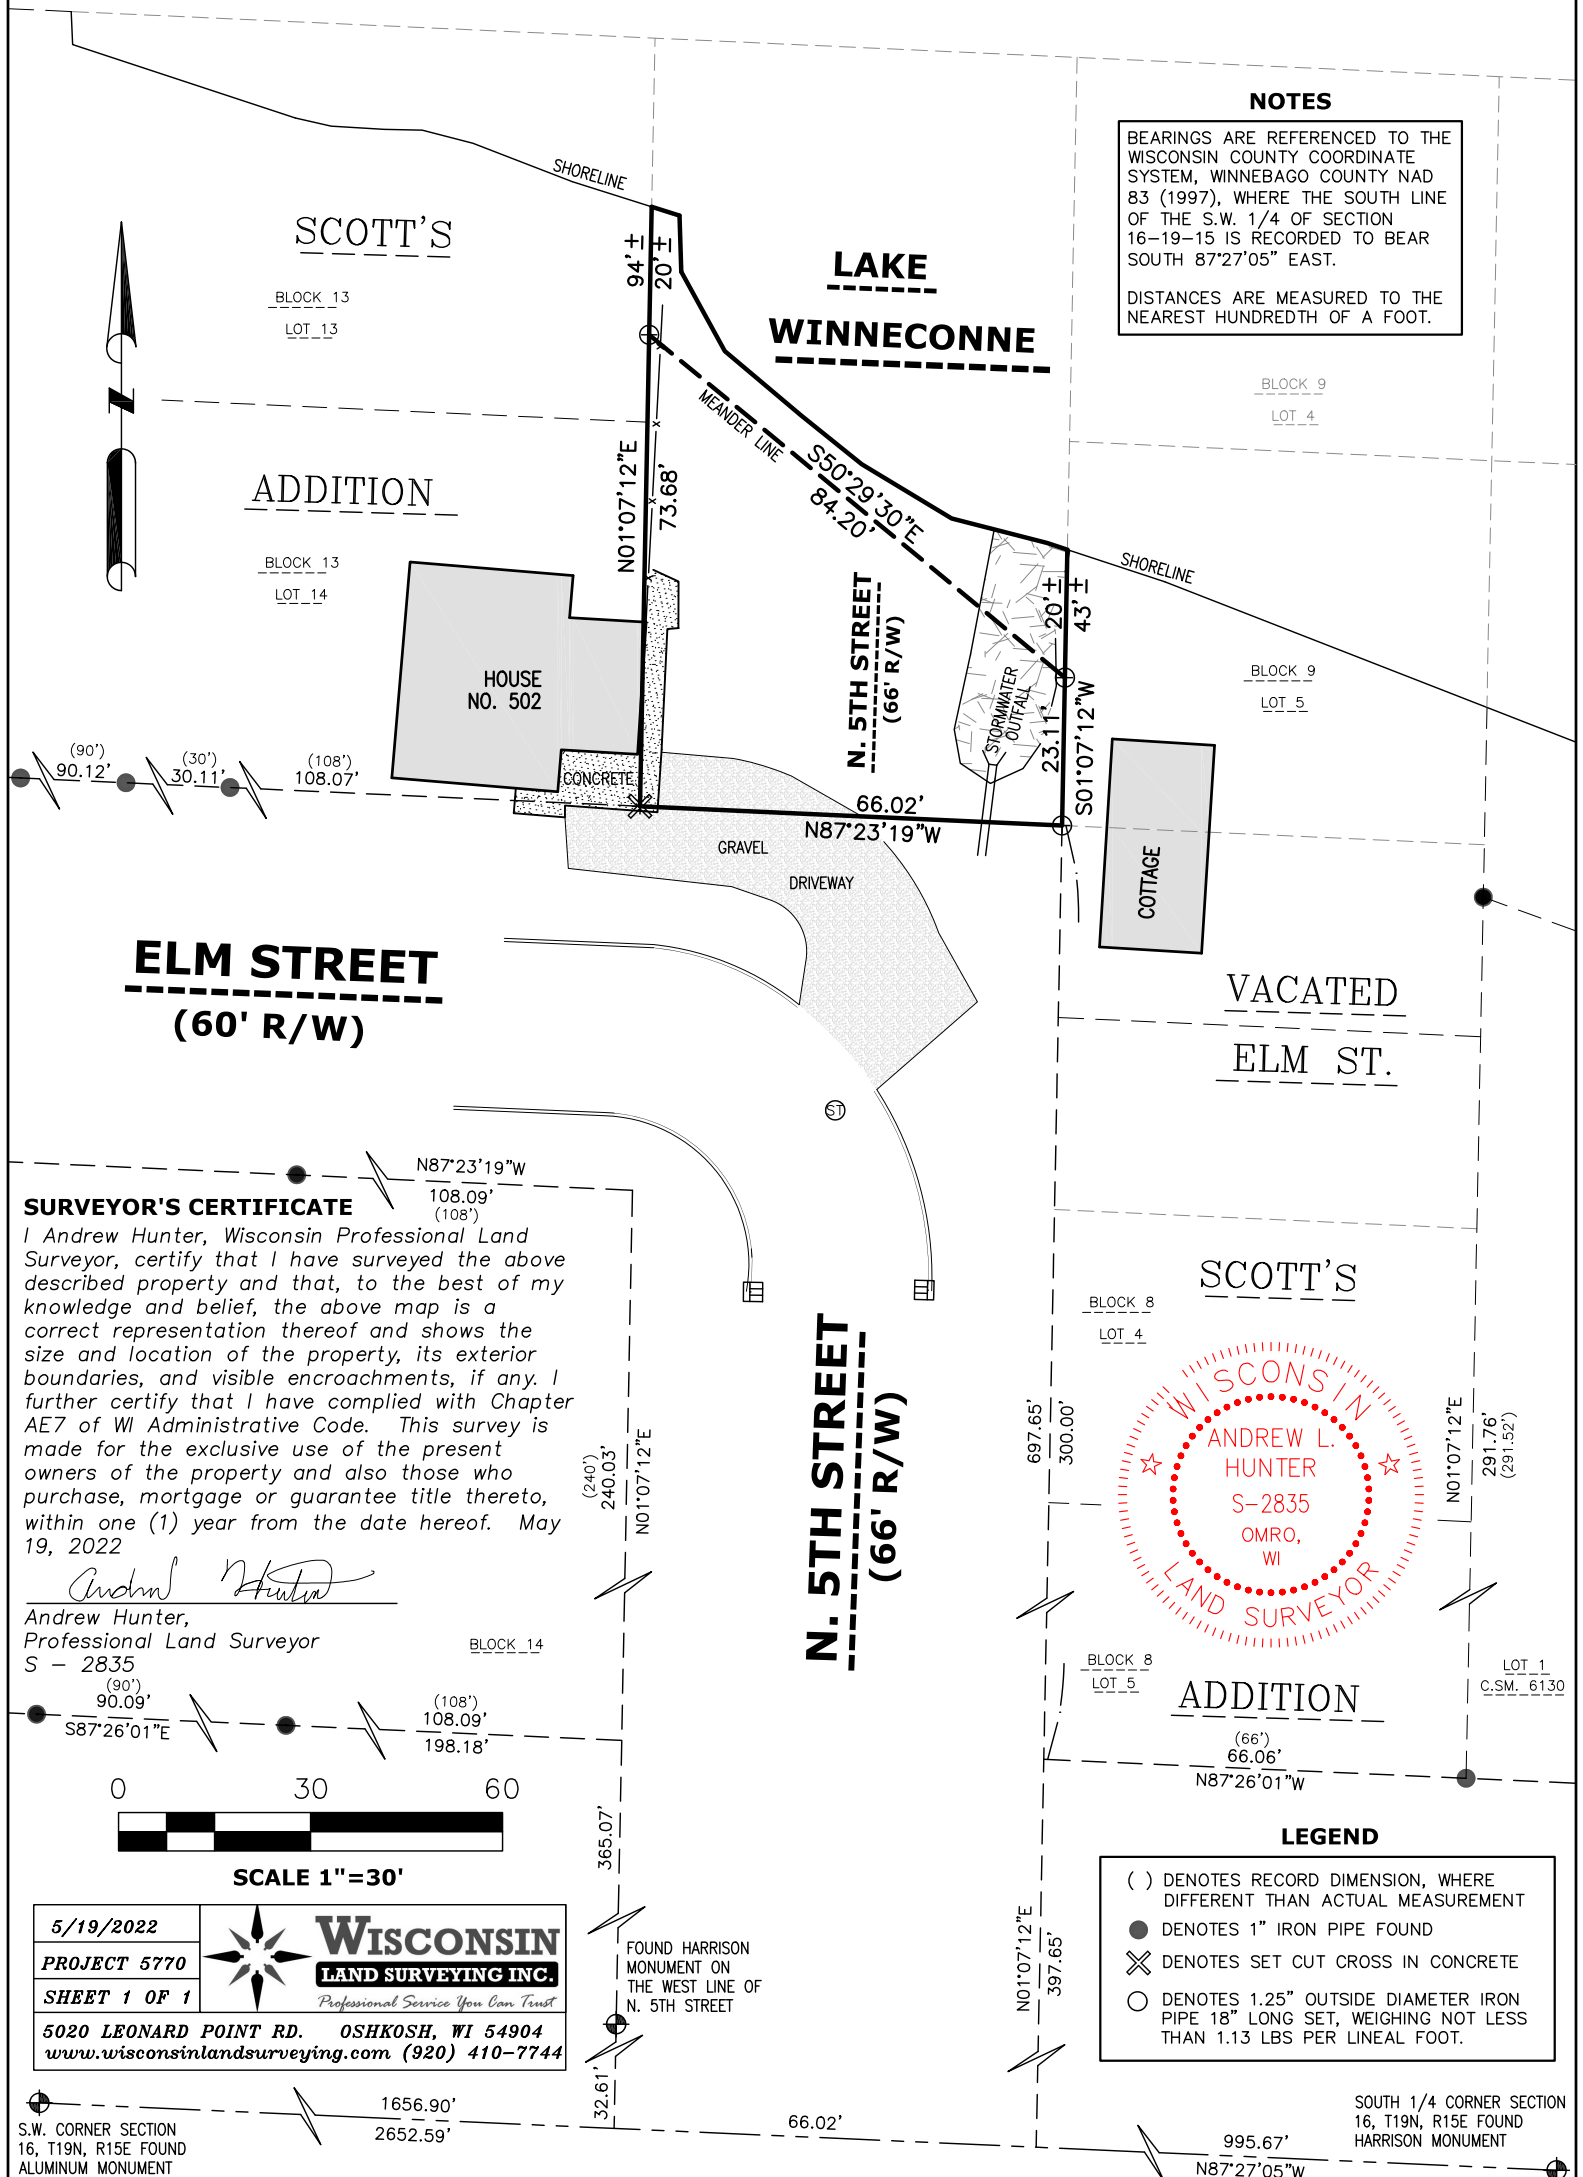 NOTES
BEARINGS ARE REFERENCED TO THE
WISCONSIN COUNTY COORDINATE
SYSTEM, WINNEBAGO COUNTY NAD
83 (1997), WHERE THE SOUTH LINE
OF THE S.W. 1/4 OF SECTION
16-19-15 IS RECORDED TO BEAR
SOUTH 87°27'05" EAST.
DISTANCES ARE MEASURED TO THE
NEAREST HUNDREDTH OF A FOOT.
SHORELINE
SCOTT'S
BLOCK 13
LOT 13
94' ±
20' ±
LAKE
WINNECONNE
BLOCK 9
LOT 4
MEANDER LINE
S50°29'30"E
84.20'
N01°07'12"E
73.68'
ADDITION
BLOCK 13
LOT 14
SHORELINE
20' ±
43' ±
N. 5TH STREET
(66' R/W)
HOUSE
NO. 502
BLOCK 9
LOT 5
STORMWATER
OUTFALL
23.11'
S01°07'12"W
(90')
90.12'
(30')
30.11'
(108')
108.07'
CONCRETE
66.02'
N87°23'19"W
GRAVEL
DRIVEWAY
COTTAGE
ELM STREET
(60' R/W)
VACATED
ELM ST.
ST
N87°23'19"W
108.09'
(108')
SURVEYOR'S CERTIFICATE
I Andrew Hunter, Wisconsin Professional Land
Surveyor, certify that I have surveyed the above
described property and that, to the best of my
knowledge and belief, the above map is a
correct representation thereof and shows the
size and location of the property, its exterior
boundaries, and visible encroachments, if any. I
further certify that I have complied with Chapter
AE7 of WI Administrative Code. This survey is
made for the exclusive use of the present
owners of the property and also those who
purchase, mortgage or guarantee title thereto,
within one (1) year from the date hereof. May
19, 2022
Andrew Hunter
Andrew Hunter,
Professional Land Surveyor
S - 2835
(240')
240.03'
N01°07'12"E
N. 5TH STREET
(66' R/W)
SCOTT'S
BLOCK 8
LOT 4
697.65'
300.00'
WISCONSIN
ANDREW L.
HUNTER
S-2835
OMRO,
WI
LAND SURVEYOR
N01°07'12"E
291.76'
(291.52')
BLOCK 14
BLOCK 8
LOT 5
LOT 1
C.SM. 6130
ADDITION
(66')
66.06'
N87°26'01"W
(90')
90.09'
S87°26'01"E
(108')
108.09'
198.18'
0 30 60
SCALE 1"=30'
365.07'
5/19/2022
PROJECT 5770
SHEET 1 OF 1
WISCONSIN
LAND SURVEYING INC.
Professional Service You Can Trust
5020 LEONARD POINT RD. OSHKOSH, WI 54904
www.wisconsinlandsurveying.com (920) 410-7744
FOUND HARRISON
MONUMENT ON
THE WEST LINE OF
N. 5TH STREET
N01°07'12"E
397.65'
LEGEND
( ) DENOTES RECORD DIMENSION, WHERE
DIFFERENT THAN ACTUAL MEASUREMENT
DENOTES 1" IRON PIPE FOUND
DENOTES SET CUT CROSS IN CONCRETE
DENOTES 1.25" OUTSIDE DIAMETER IRON
PIPE 18" LONG SET, WEIGHING NOT LESS
THAN 1.13 LBS PER LINEAL FOOT.
32.61'
1656.90'
2652.59'
66.02'
995.67'
N87°27'05"W
S.W. CORNER SECTION
16, T19N, R15E FOUND
ALUMINUM MONUMENT
SOUTH 1/4 CORNER SECTION
16, T19N, R15E FOUND
HARRISON MONUMENT